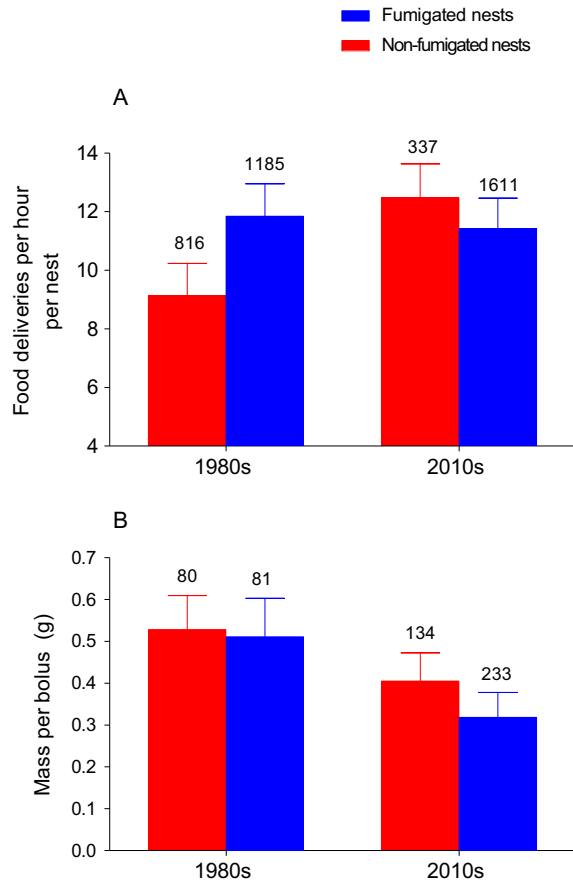 Fumigated nests
Non-fumigated nests
A
Food deliveries per hour
per nest
14
12
10
8
6
4
816
1185
337
1611
1980s
2010s
B
Mass per bolus (g)
0.7
0.6
0.5
0.4
0.3
0.2
0.1
0.0
80
81
134
233
1980s
2010s